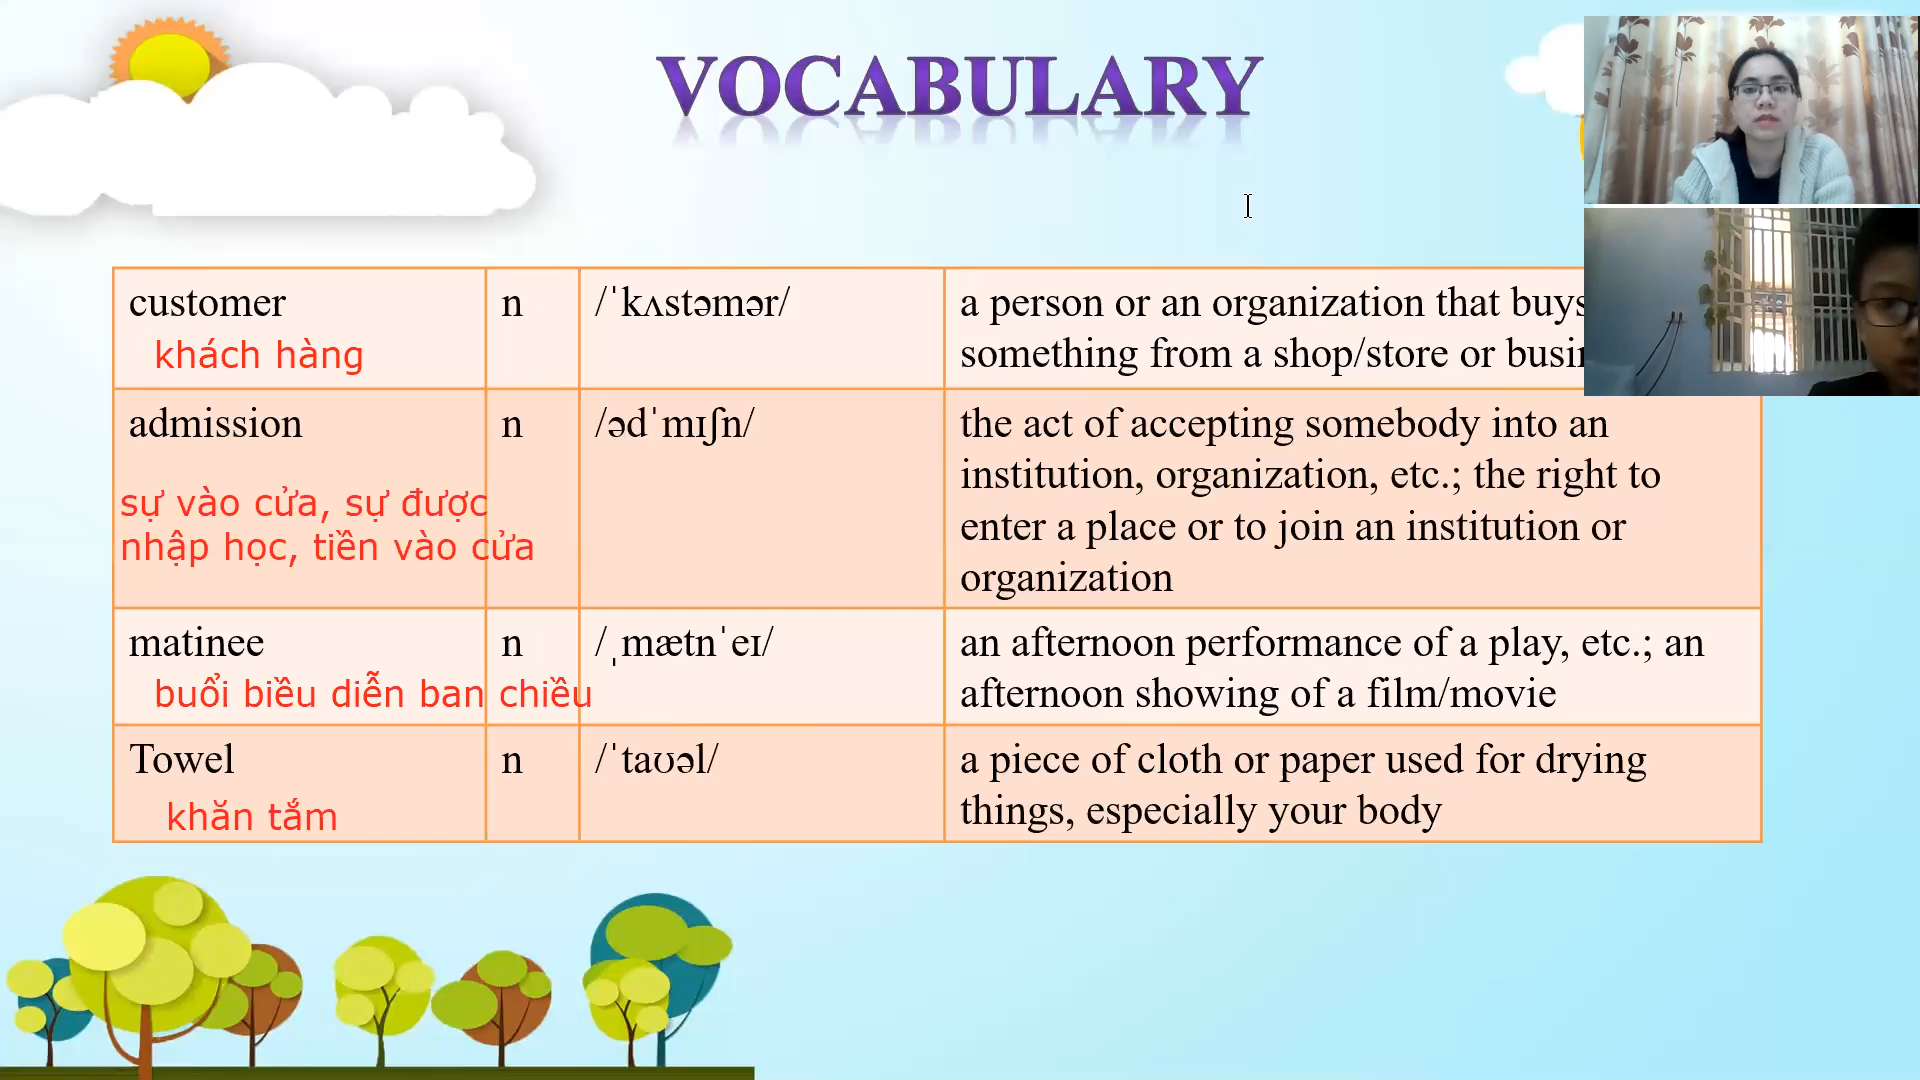 VOCABULARY
customer
khách hàng
n
/ˈkʌstəmər/
a person or an organization that buys
something from a shop/store or
admission
sự vào cửa, sự được
nhập học, tiền vào cửa
n
/ədˈmɪʃn/
the act of accepting somebody into an
institution, organization, etc.; the right to
enter a place or to join an institution or
organization
matinee
buổi biều diễn ban chiều
n
/ˌmætnˈeɪ/
an afternoon performance of a play, etc.; an
afternoon showing of a film/movie
Towel
khăn tắm
n
/ˈtaʊəl/
a piece of cloth or paper used for drying
things, especially your body